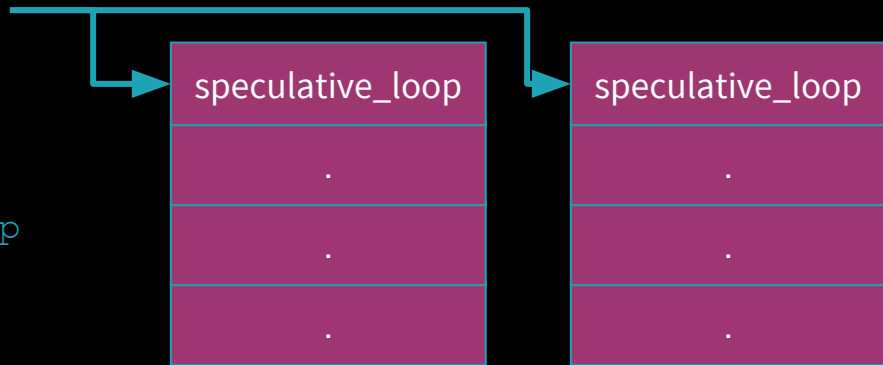 speculative_loop speculative_loop
. .
p
. .
. .